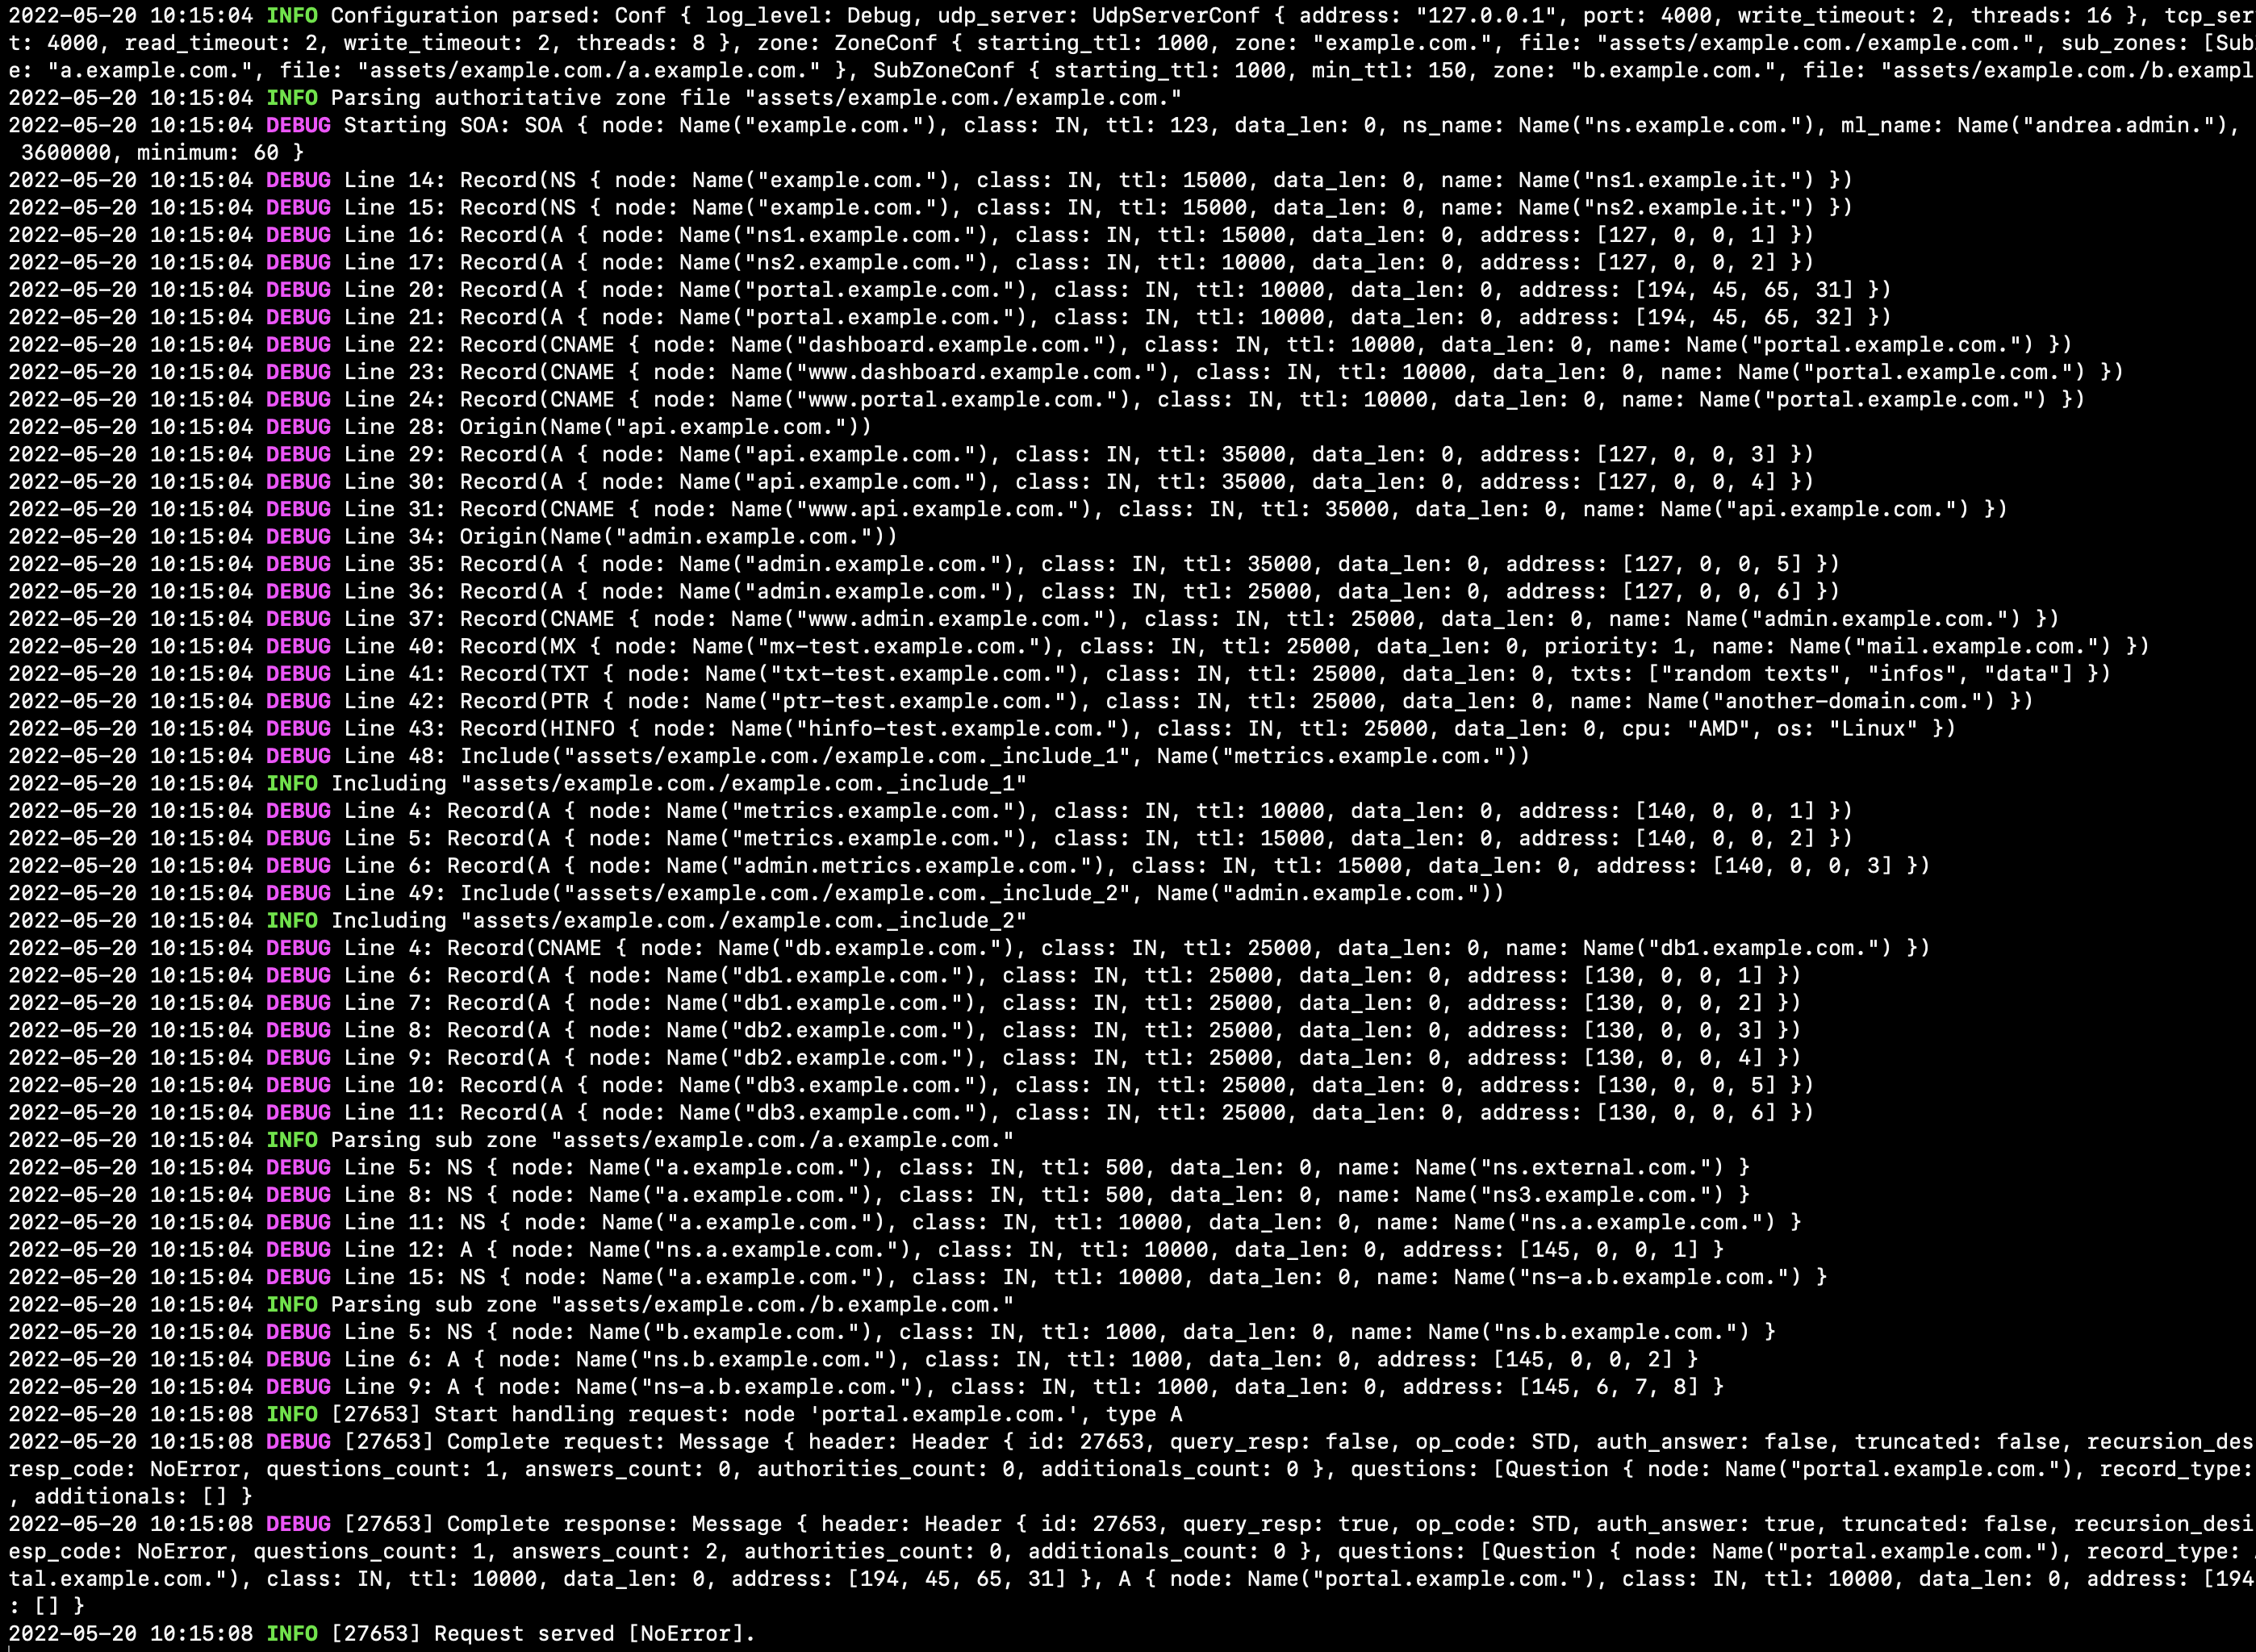 2022-05-20 10:15:04 INFO Configuration parsed: Conf { log_level: Debug, udp_server: UdpServerConf { address: "127.0.0.1", port: 4000, write_timeout: 2, threads: 16 }, tcp_ser
t: 4000, read_timeout: 2, write_timeout: 2, threads: 8 }, zone: ZoneConf { starting_ttl: 1000, zone: "example.com.", file: "assets/example.com./example.com.", sub_zones: [Sub
e: "a.example.com.", file: "assets/example.com./a.example.com." }, SubZoneConf { starting_ttl: 1000, min_ttl: 150, zone: "b.example.com.", file: "assets/example.com./b.exampl
2022-05-20 10:15:04 INFO Parsing authoritative zone file "assets/example.com./example.com."
2022-05-20 10:15:04 DEBUG Starting SOA: SOA { node: Name("example.com."), class: IN, ttl: 123, data_len: 0, ns_name: Name("ns.example.com."), ml_name: Name("andrea.admin."),
 3600000, minimum: 60 }
2022-05-20 10:15:04 DEBUG Line 14: Record(NS { node: Name("example.com."), class: IN, ttl: 15000, data_len: 0, name: Name("ns1.example.it.") })
2022-05-20 10:15:04 DEBUG Line 15: Record(NS { node: Name("example.com."), class: IN, ttl: 15000, data_len: 0, name: Name("ns2.example.it.") })
2022-05-20 10:15:04 DEBUG Line 16: Record(A { node: Name("ns1.example.com."), class: IN, ttl: 15000, data_len: 0, address: [127, 0, 0, 1] })
2022-05-20 10:15:04 DEBUG Line 17: Record(A { node: Name("ns2.example.com."), class: IN, ttl: 10000, data_len: 0, address: [127, 0, 0, 2] })
2022-05-20 10:15:04 DEBUG Line 20: Record(A { node: Name("portal.example.com."), class: IN, ttl: 10000, data_len: 0, address: [194, 45, 65, 31] })
2022-05-20 10:15:04 DEBUG Line 21: Record(A { node: Name("portal.example.com."), class: IN, ttl: 10000, data_len: 0, address: [194, 45, 65, 32] })
2022-05-20 10:15:04 DEBUG Line 22: Record(CNAME { node: Name("dashboard.example.com."), class: IN, ttl: 10000, data_len: 0, name: Name("portal.example.com.") })
2022-05-20 10:15:04 DEBUG Line 23: Record(CNAME { node: Name("www.dashboard.example.com."), class: IN, ttl: 10000, data_len: 0, name: Name("portal.example.com.") })
2022-05-20 10:15:04 DEBUG Line 24: Record(CNAME { node: Name("www.portal.example.com."), class: IN, ttl: 10000, data_len: 0, name: Name("portal.example.com.") })
2022-05-20 10:15:04 DEBUG Line 28: Origin(Name("api.example.com."))
2022-05-20 10:15:04 DEBUG Line 29: Record(A { node: Name("api.example.com."), class: IN, ttl: 35000, data_len: 0, address: [127, 0, 0, 3] })
2022-05-20 10:15:04 DEBUG Line 30: Record(A { node: Name("api.example.com."), class: IN, ttl: 35000, data_len: 0, address: [127, 0, 0, 4] })
2022-05-20 10:15:04 DEBUG Line 31: Record(CNAME { node: Name("www.api.example.com."), class: IN, ttl: 35000, data_len: 0, name: Name("api.example.com.") })
2022-05-20 10:15:04 DEBUG Line 34: Origin(Name("admin.example.com."))
2022-05-20 10:15:04 DEBUG Line 35: Record(A { node: Name("admin.example.com."), class: IN, ttl: 35000, data_len: 0, address: [127, 0, 0, 5] })
2022-05-20 10:15:04 DEBUG Line 36: Record(A { node: Name("admin.example.com."), class: IN, ttl: 25000, data_len: 0, address: [127, 0, 0, 6] })
2022-05-20 10:15:04 DEBUG Line 37: Record(CNAME { node: Name("www.admin.example.com."), class: IN, ttl: 25000, data_len: 0, name: Name("admin.example.com.") })
2022-05-20 10:15:04 DEBUG Line 40: Record(MX { node: Name("mx-test.example.com."), class: IN, ttl: 25000, data_len: 0, priority: 1, name: Name("mail.example.com.") })
2022-05-20 10:15:04 DEBUG Line 41: Record(TXT { node: Name("txt-test.example.com."), class: IN, ttl: 25000, data_len: 0, txts: ["random texts", "infos", "data"] })
2022-05-20 10:15:04 DEBUG Line 42: Record(PTR { node: Name("ptr-test.example.com."), class: IN, ttl: 25000, data_len: 0, name: Name("another-domain.com.") })
2022-05-20 10:15:04 DEBUG Line 43: Record(HINFO { node: Name("hinfo-test.example.com."), class: IN, ttl: 25000, data_len: 0, cpu: "AMD", os: "Linux" })
2022-05-20 10:15:04 DEBUG Line 48: Include("assets/example.com./example.com._include_1", Name("metrics.example.com."))
2022-05-20 10:15:04 INFO Including "assets/example.com./example.com._include_1"
2022-05-20 10:15:04 DEBUG Line 4: Record(A { node: Name("metrics.example.com."), class: IN, ttl: 10000, data_len: 0, address: [140, 0, 0, 1] })
2022-05-20 10:15:04 DEBUG Line 5: Record(A { node: Name("metrics.example.com."), class: IN, ttl: 15000, data_len: 0, address: [140, 0, 0, 2] })
2022-05-20 10:15:04 DEBUG Line 6: Record(A { node: Name("admin.metrics.example.com."), class: IN, ttl: 15000, data_len: 0, address: [140, 0, 0, 3] })
2022-05-20 10:15:04 DEBUG Line 49: Include("assets/example.com./example.com._include_2", Name("admin.example.com."))
2022-05-20 10:15:04 INFO Including "assets/example.com./example.com._include_2"
2022-05-20 10:15:04 DEBUG Line 4: Record(CNAME { node: Name("db.example.com."), class: IN, ttl: 25000, data_len: 0, name: Name("db1.example.com.") })
2022-05-20 10:15:04 DEBUG Line 6: Record(A { node: Name("db1.example.com."), class: IN, ttl: 25000, data_len: 0, address: [130, 0, 0, 1] })
2022-05-20 10:15:04 DEBUG Line 7: Record(A { node: Name("db1.example.com."), class: IN, ttl: 25000, data_len: 0, address: [130, 0, 0, 2] })
2022-05-20 10:15:04 DEBUG Line 8: Record(A { node: Name("db2.example.com."), class: IN, ttl: 25000, data_len: 0, address: [130, 0, 0, 3] })
2022-05-20 10:15:04 DEBUG Line 9: Record(A { node: Name("db2.example.com."), class: IN, ttl: 25000, data_len: 0, address: [130, 0, 0, 4] })
2022-05-20 10:15:04 DEBUG Line 10: Record(A { node: Name("db3.example.com."), class: IN, ttl: 25000, data_len: 0, address: [130, 0, 0, 5] })
2022-05-20 10:15:04 DEBUG Line 11: Record(A { node: Name("db3.example.com."), class: IN, ttl: 25000, data_len: 0, address: [130, 0, 0, 6] })
2022-05-20 10:15:04 INFO Parsing sub zone "assets/example.com./a.example.com."
2022-05-20 10:15:04 DEBUG Line 5: NS { node: Name("a.example.com."), class: IN, ttl: 500, data_len: 0, name: Name("ns.external.com.") }
2022-05-20 10:15:04 DEBUG Line 8: NS { node: Name("a.example.com."), class: IN, ttl: 500, data_len: 0, name: Name("ns3.example.com.") }
2022-05-20 10:15:04 DEBUG Line 11: NS { node: Name("a.example.com."), class: IN, ttl: 10000, data_len: 0, name: Name("ns.a.example.com.") }
2022-05-20 10:15:04 DEBUG Line 12: A { node: Name("ns.a.example.com."), class: IN, ttl: 10000, data_len: 0, address: [145, 0, 0, 1] }
2022-05-20 10:15:04 DEBUG Line 15: NS { node: Name("a.example.com."), class: IN, ttl: 10000, data_len: 0, name: Name("ns-a.b.example.com.") }
2022-05-20 10:15:04 INFO Parsing sub zone "assets/example.com./b.example.com."
2022-05-20 10:15:04 DEBUG Line 5: NS { node: Name("b.example.com."), class: IN, ttl: 1000, data_len: 0, name: Name("ns.b.example.com.") }
2022-05-20 10:15:04 DEBUG Line 6: A { node: Name("ns.b.example.com."), class: IN, ttl: 1000, data_len: 0, address: [145, 0, 0, 2] }
2022-05-20 10:15:04 DEBUG Line 9: A { node: Name("ns-a.b.example.com."), class: IN, ttl: 1000, data_len: 0, address: [145, 6, 7, 8] }
2022-05-20 10:15:08 INFO [27653] Start handling request: node 'portal.example.com.', type A
2022-05-20 10:15:08 DEBUG [27653] Complete request: Message { header: Header { id: 27653, query_resp: false, op_code: STD, auth_answer: false, truncated: false, recursion_des
resp_code: NoError, questions_count: 1, answers_count: 0, authorities_count: 0, additionals_count: 0 }, questions: [Question { node: Name("portal.example.com."), record_type:
, additionals: [] }
2022-05-20 10:15:08 DEBUG [27653] Complete response: Message { header: Header { id: 27653, query_resp: true, op_code: STD, auth_answer: true, truncated: false, recursion_desi
esp_code: NoError, questions_count: 1, answers_count: 2, authorities_count: 0, additionals_count: 0 }, questions: [Question { node: Name("portal.example.com."), record_type:
tal.example.com."), class: IN, ttl: 10000, data_len: 0, address: [194, 45, 65, 31] }, A { node: Name("portal.example.com."), class: IN, ttl: 10000, data_len: 0, address: [194
: [] }
2022-05-20 10:15:08 INFO [27653] Request served [NoError].